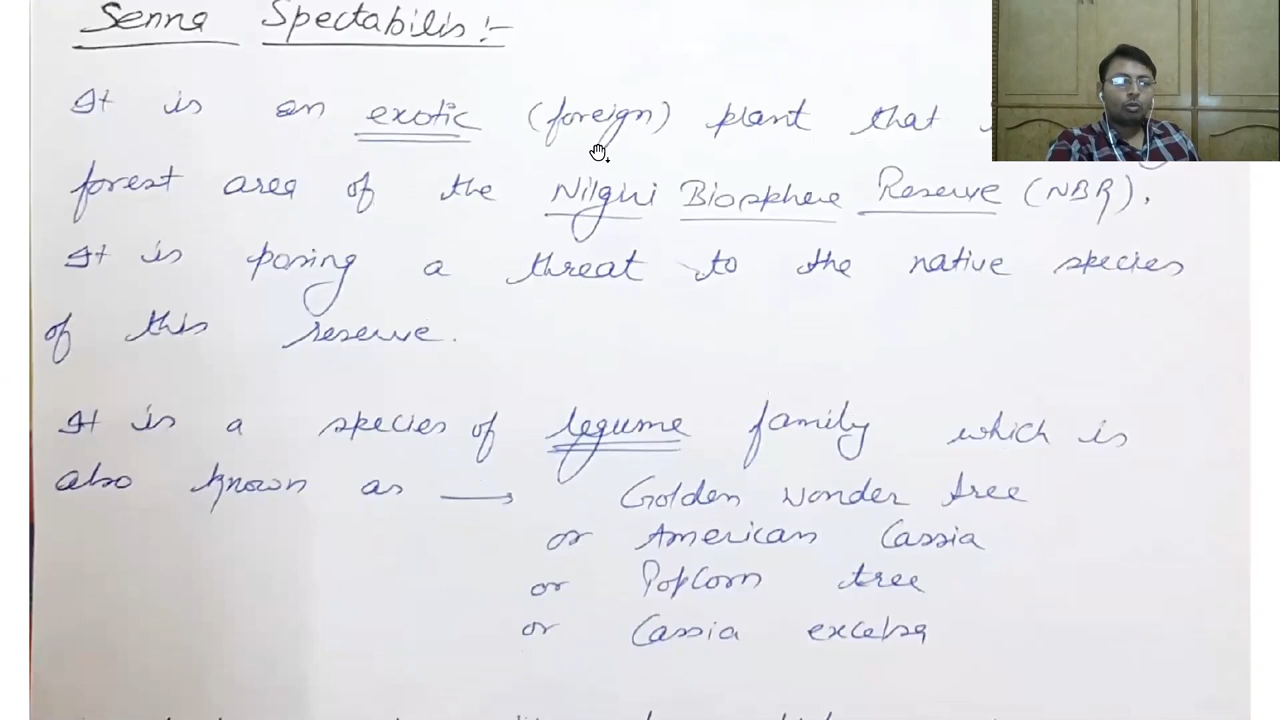 Senna Spectabilis :-
It is an exotic (foreign) plant that
forest area of the Nilgiri Biosphere Reserve (NBR).
It is posing a threat to the native species
of this reserve.
It is a species of legume family which is
also known as → Golden wonder tree
or American Cassia
or Popcorn tree
or Cassia excelsa